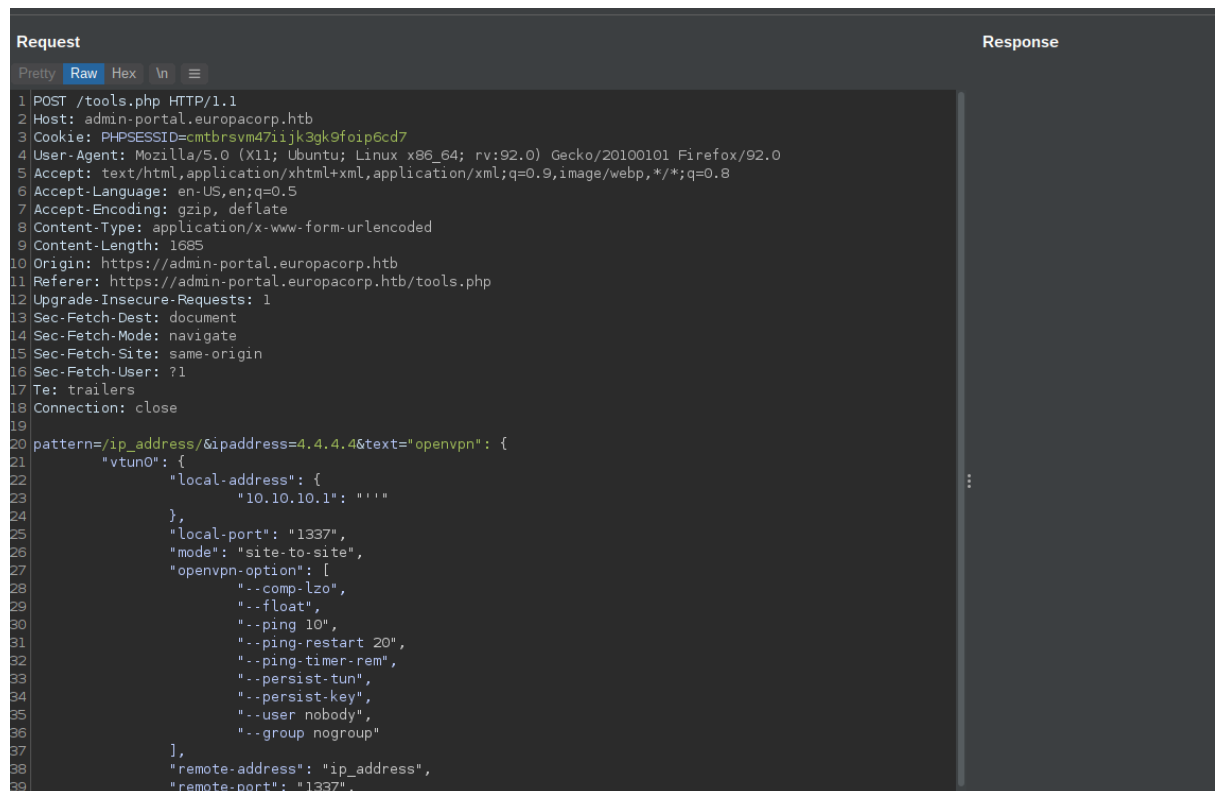 Request
Response
Pretty Raw Hex \n ≡
1 POST /tools.php HTTP/1.1
2 Host: admin-portal.europacorp.htb
3 Cookie: PHPSESSID=cmtbrsvm47iijk3gk9foip6cd7
4 User-Agent: Mozilla/5.0 (X11; Ubuntu; Linux x86_64; rv:92.0) Gecko/20100101 Firefox/92.0
5 Accept: text/html,application/xhtml+xml,application/xml;q=0.9,image/webp,*/*;q=0.8
6 Accept-Language: en-US,en;q=0.5
7 Accept-Encoding: gzip, deflate
8 Content-Type: application/x-www-form-urlencoded
9 Content-Length: 1685
10 Origin: https://admin-portal.europacorp.htb
11 Referer: https://admin-portal.europacorp.htb/tools.php
12 Upgrade-Insecure-Requests: 1
13 Sec-Fetch-Dest: document
14 Sec-Fetch-Mode: navigate
15 Sec-Fetch-Site: same-origin
16 Sec-Fetch-User: ?1
17 Te: trailers
18 Connection: close
19
20 pattern=/ip_address/&ipaddress=4.4.4.4&text="openvpn": {
21 "vtun0": {
22 "local-address": {
23 "10.10.10.1": "''"
24 },
25 "local-port": "1337",
26 "mode": "site-to-site",
27 "openvpn-option": [
28 "--comp-lzo",
29 "--float",
30 "--ping 10",
31 "--ping-restart 20",
32 "--ping-timer-rem",
33 "--persist-tun",
34 "--persist-key",
35 "--user nobody",
36 "--group nogroup"
37 ],
38 "remote-address": "ip_address",
39 "remote-port": "1337",